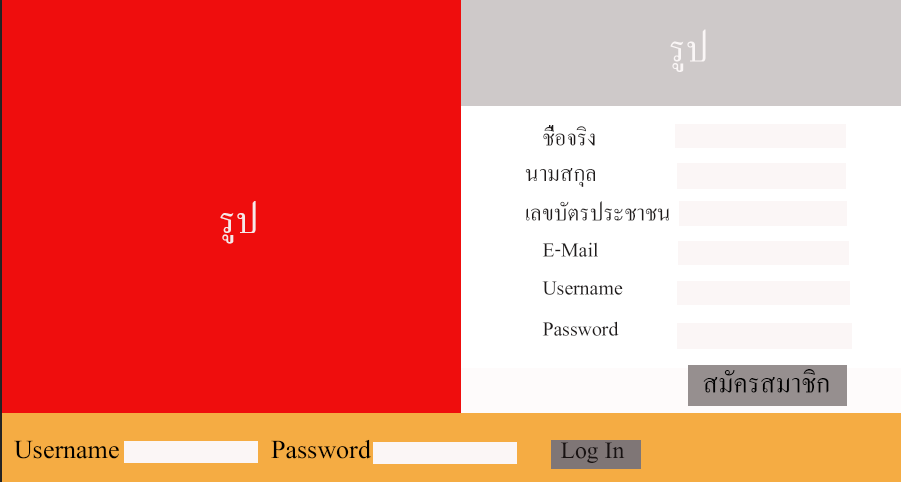 รูป
รูป
ชื่อจริง
นามสกุล
เลขบัตรประชาชน
E-Mail
Username
Password
สมัครสมาชิก
Username Password Log In